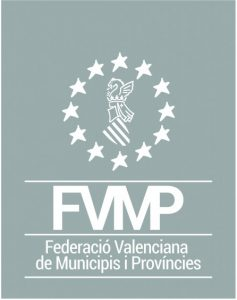 FVMP
Federació Valenciana
de Municipis i Províncies